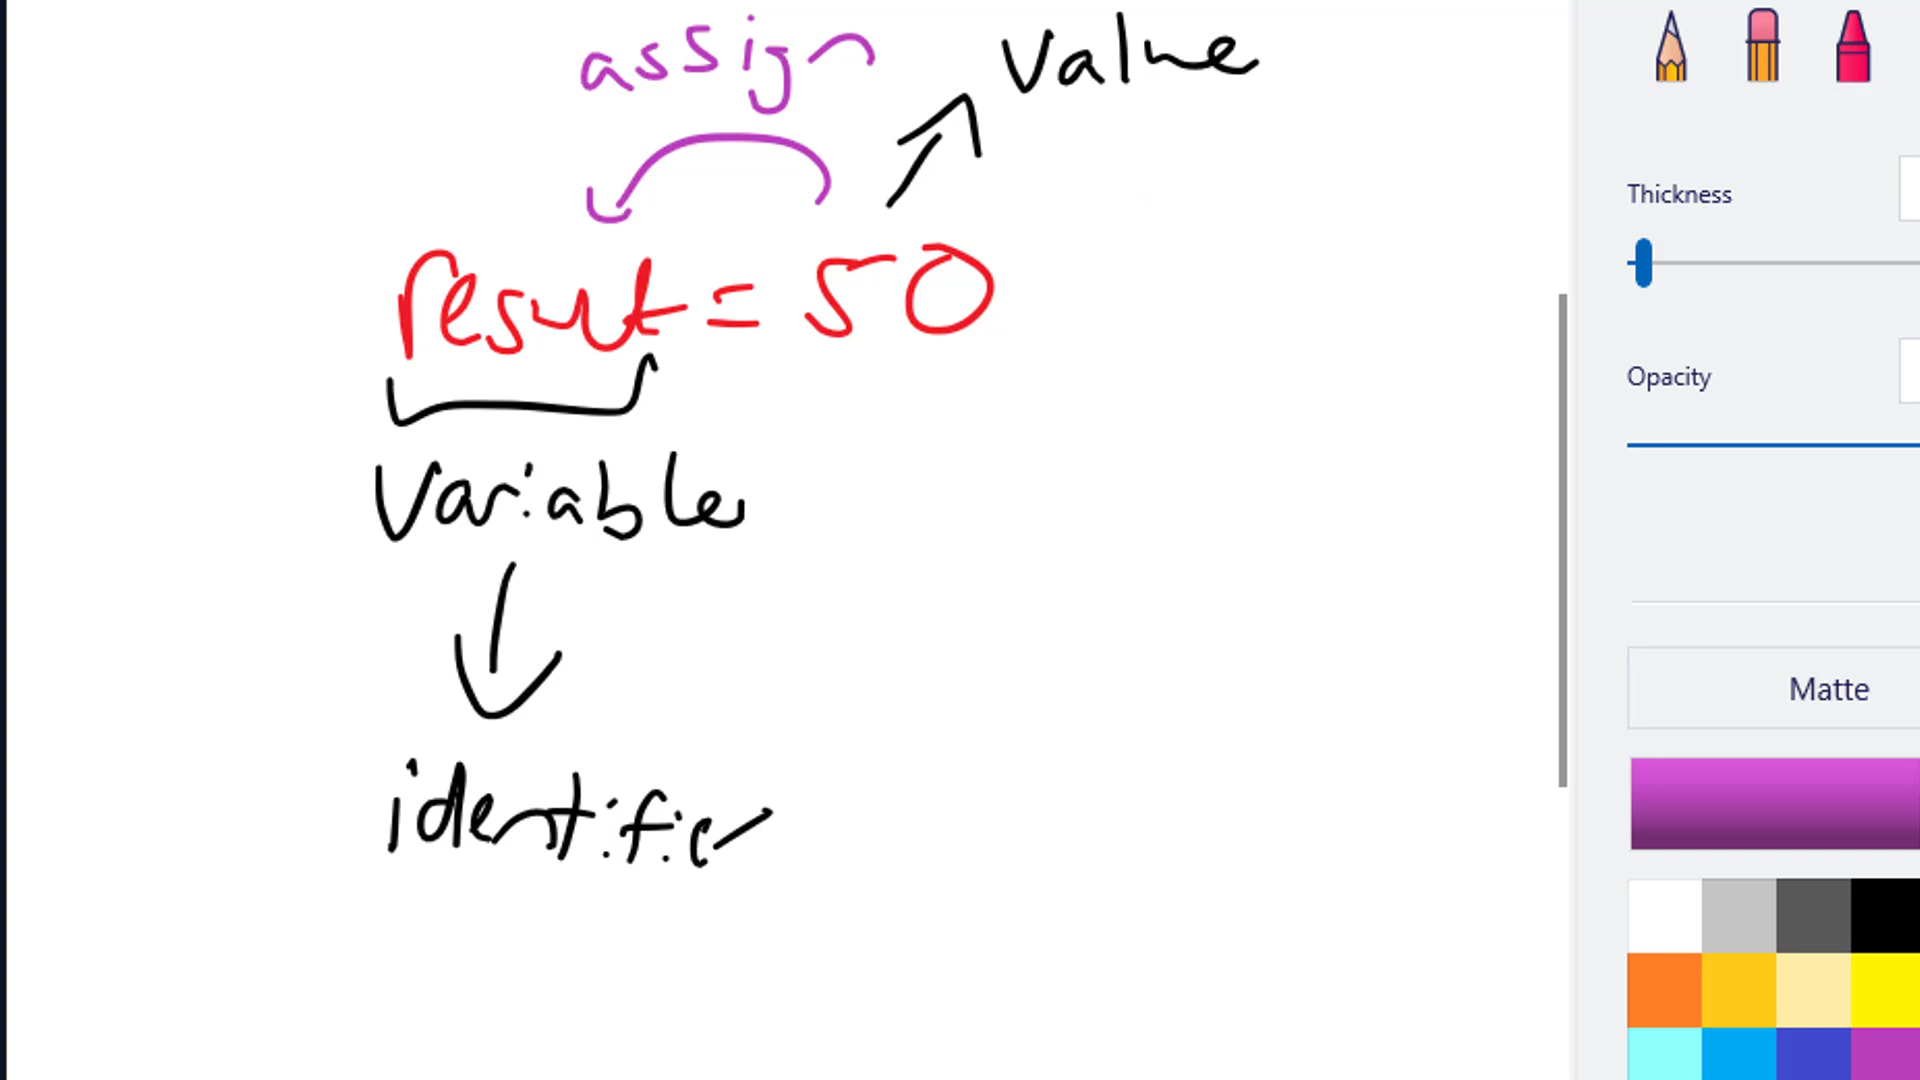 assign
value
result = 50
Variable
identifier
Thickness
Opacity
Matte